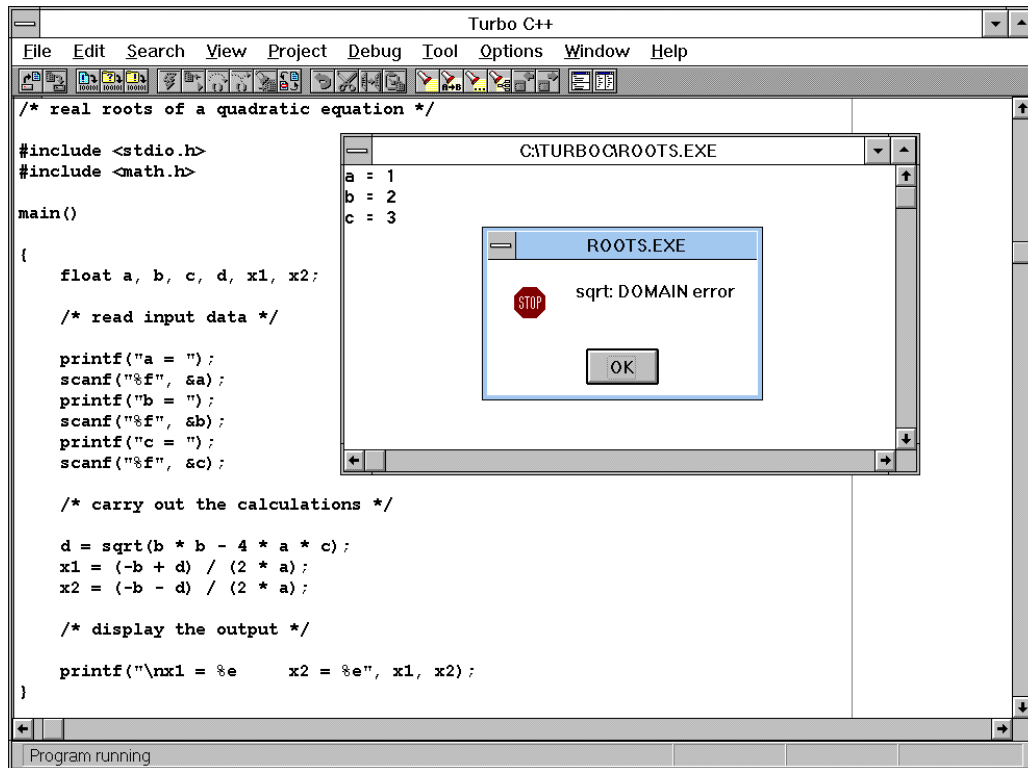 Turbo C++
File Edit Search View Project Debug Tool Options Window Help
/* real roots of a quadratic equation */
#include <stdio.h>
#include <math.h>
main()
{
float a, b, c, d, x1, x2;
/* read input data */
printf("a = ");
scanf("%f", &a);
printf("b = ");
scanf("%f", &b);
printf("c = ");
scanf("%f", &c);
/* carry out the calculations */
d = sqrt(b * b - 4 * a * c);
x1 = (-b + d) / (2 * a);
x2 = (-b - d) / (2 * a);
/* display the output */
printf("\nx1 = %e     x2 = %e", x1, x2);
}
C:\TURBOC\ROOTS.EXE
a = 1
b = 2
c = 3
ROOTS.EXE
STOP
sqrt: DOMAIN error
OK
Program running